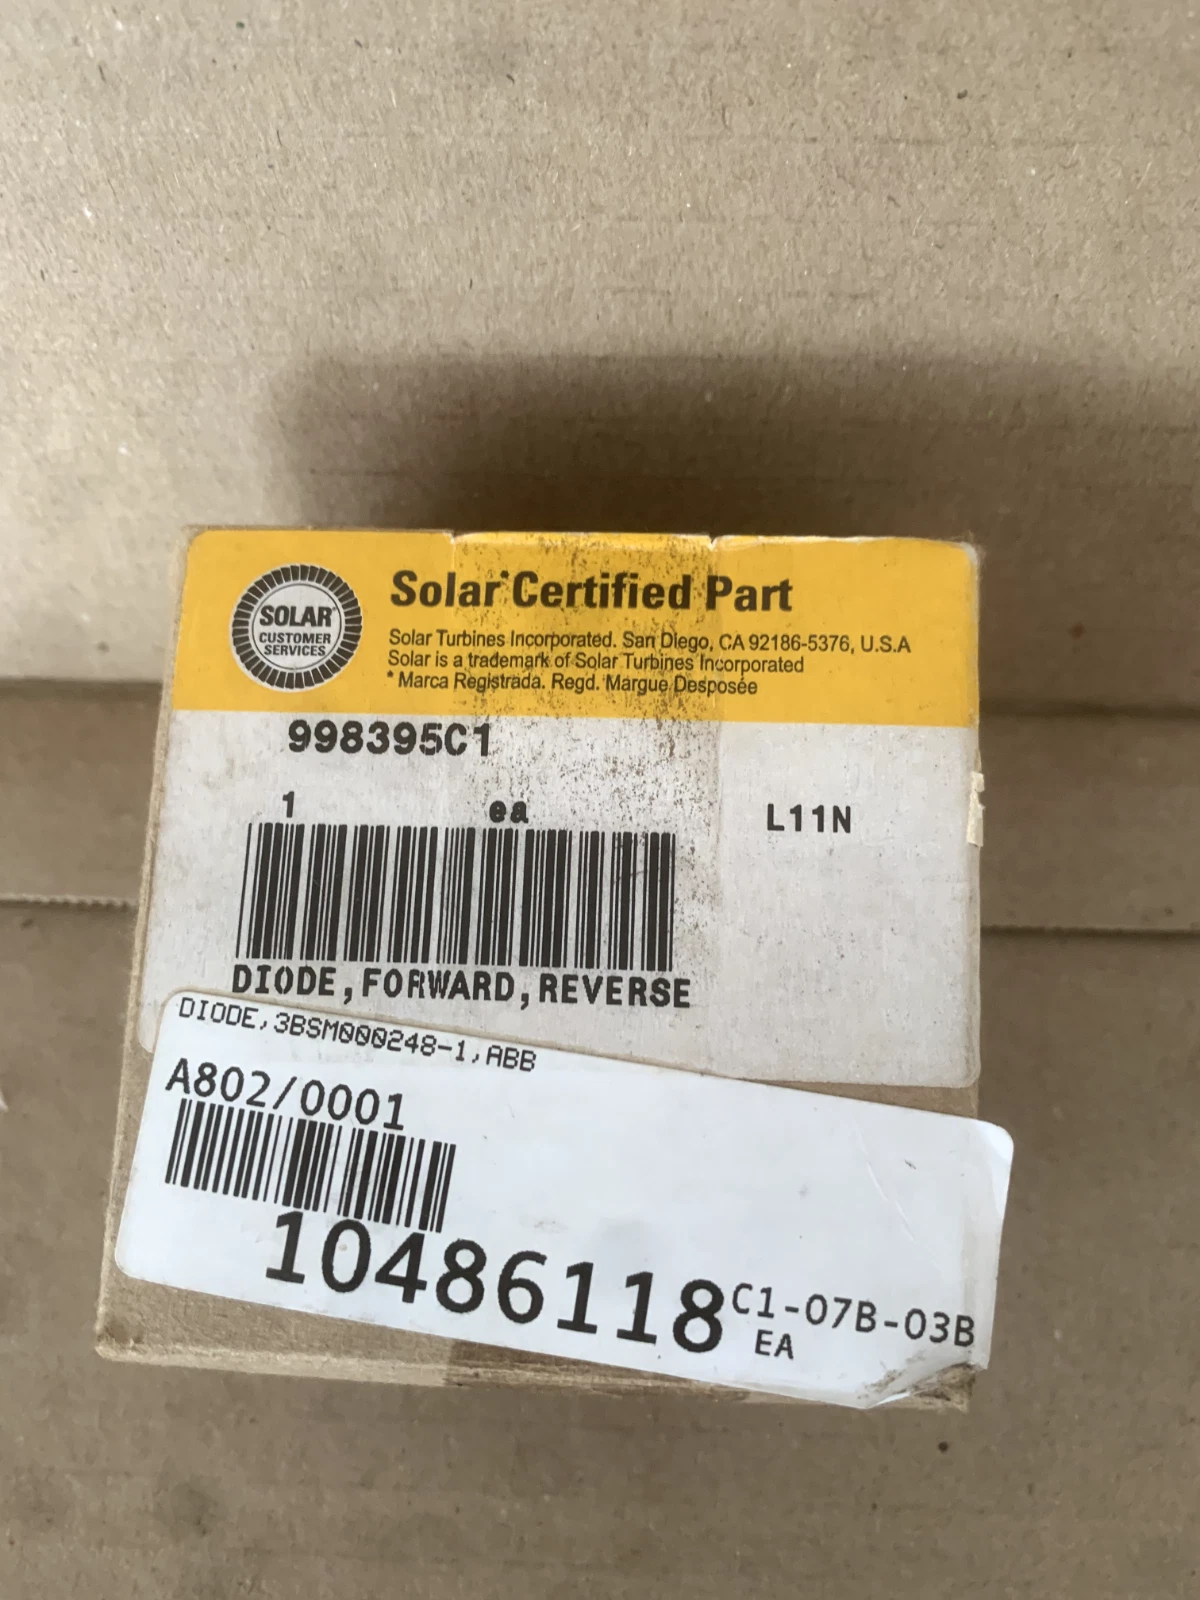 SOLAR
CUSTOMER
SERVICES
Solar*Certified Part
Solar Turbines Incorporated. San Diego, CA 92186-5376, U.S.A
Solar is a trademark of Solar Turbines Incorporated
*Marca Registrada. Regd. Margue Desposée
998395C1
1 ea L11N
DIODE,FORWARD,REVERSE
DIODE,3BSM000248-1,ABB
A802/0001
10486118 C1-07B-03B
EA